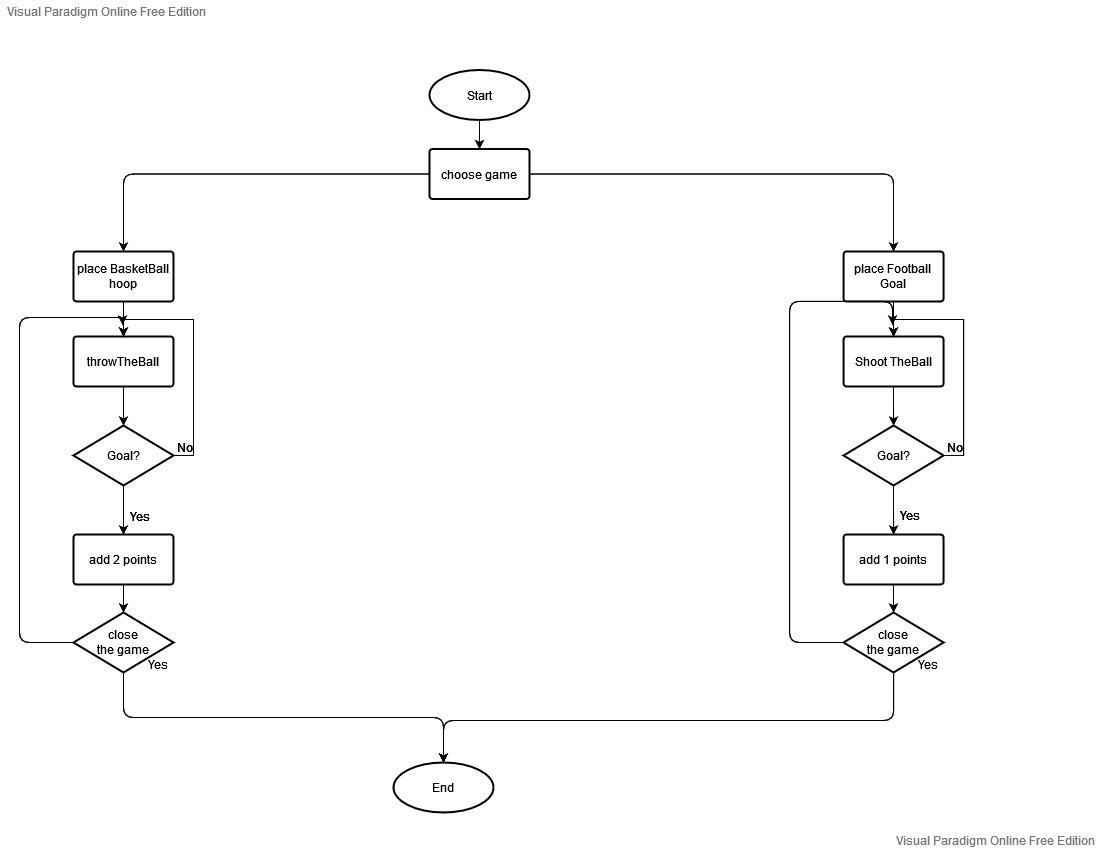 Visual Paradigm Online Free Edition
Start
choose game
place BasketBall
hoop
place Football
Goal
throwTheBall
Shoot TheBall
Goal?
No
Goal?
No
Yes
Yes
add 2 points
add 1 points
close
the game
Yes
close
the game
Yes
End
Visual Paradigm Online Free Edition